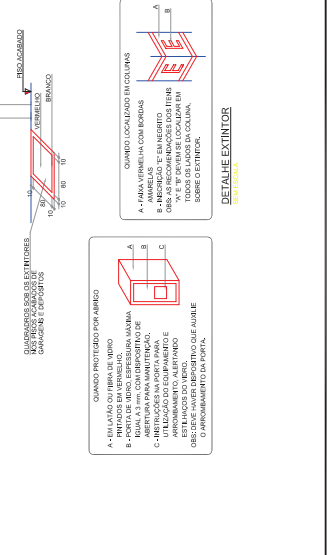 QUADRADROS SOB OS EXTINTORES
NOS PISOS ACABADOS DE
GARAGENS E DEPÓSITOS
PISO ACABADO
VERMELHO
BRANCO
10
10
80
10
10
80
10
QUANDO PROTEGIDO POR ABRIGO
A - EM LATÃO OU FIBRA DE VIDRO
PINTADOS EM VERMELHO.
B - PORTA DE VIDRO, ESPESSURA MÁXIMA
IGUAL A 3 mm, COM DISPOSITIVO DE
ABERTURA PARA MANUTENÇÃO.
C - INSTRUÇÕES NA PORTA PARA
UTILIZAÇÃO DO EQUIPAMENTO E
ARROMBAMENTO, ALERTANDO
ESTILHAÇOS DO VIDRO.
OBS: DEVE HAVER DISPOSITIVO QUE AUXILIE
O ARROMBAMENTO DA PORTA.
A
B
C
QUANDO LOCALIZADO EM COLUNAS
A - FAIXA VERMELHA COM BORDAS
AMARELAS
B - INSCRIÇÃO "E" EM NEGRITO
OBS: AS RECOMENDAÇÕES DOS ÍTENS
"A" E "B" DEVEM SE LOCALIZAR EM
TODOS OS LADOS DA COLUNA,
SOBRE O EXTINTOR.
A
B
E E
DETALHE EXTINTOR